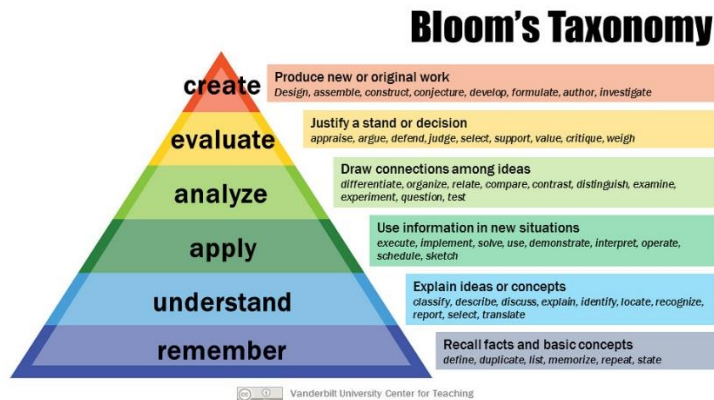 Bloom's Taxonomy
create
Produce new or original work
Design, assemble, construct, conjecture, develop, formulate, author, investigate
evaluate
Justify a stand or decision
appraise, argue, defend, judge, select, support, value, critique, weigh
analyze
Draw connections among ideas
differentiate, organize, relate, compare, contrast, distinguish, examine,
experiment, question, test
apply
Use information in new situations
execute, implement, solve, use, demonstrate, interpret, operate,
schedule, sketch
understand
Explain ideas or concepts
classify, describe, discuss, explain, identify, locate, recognize,
report, select, translate
remember
Recall facts and basic concepts
define, duplicate, list, memorize, repeat, state
cc
Vanderbilt University Center for Teaching